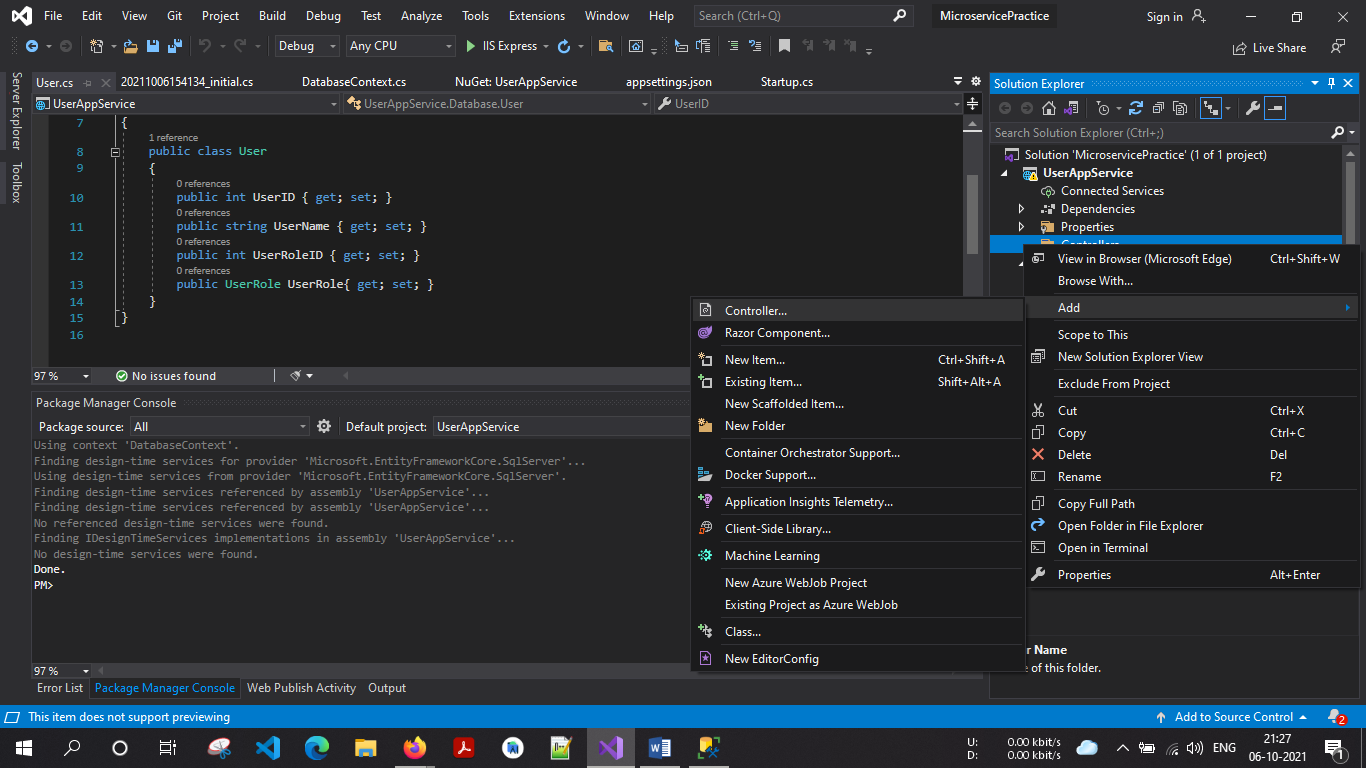 File Edit View Git Project Build Debug Test Analyze Tools Extensions Window Help Search (Ctrl+Q) MicroservicePractice Sign in
Debug Any CPU IIS Express Live Share
Server Explorer
Toolbox
User.cs 20211006154134_initial.cs DatabaseContext.cs NuGet: UserAppService appsettings.json Startup.cs
UserAppService UserAppService.Database.User UserID
7 {
1 reference
8 public class User
9 {
0 references
10 public int UserID { get; set; }
0 references
11 public string UserName { get; set; }
0 references
12 public int UserRoleID { get; set; }
0 references
13 public UserRole UserRole{ get; set; }
14 }
15 }
16
97 % No issues found
Package Manager Console
Package source: All Default project: UserAppService
Using context 'DatabaseContext'.
Finding design-time services for provider 'Microsoft.EntityFrameworkCore.SqlServer'...
Using design-time services from provider 'Microsoft.EntityFrameworkCore.SqlServer'.
Finding design-time services referenced by assembly 'UserAppService'...
Finding design-time services referenced by assembly 'UserAppService'...
No referenced design-time services were found.
Finding IDesignTimeServices implementations in assembly 'UserAppService'...
No design-time services were found.
Done.
PM>
97 %
Error List Package Manager Console Web Publish Activity Output
Controller...
Razor Component...
New Item... Ctrl+Shift+A
Existing Item... Shift+Alt+A
New Scaffolded Item...
New Folder
Container Orchestrator Support...
Docker Support...
Application Insights Telemetry...
Client-Side Library...
Machine Learning
New Azure WebJob Project
Existing Project as Azure WebJob
Class...
New EditorConfig
Solution Explorer
Search Solution Explorer (Ctrl+;)
Solution 'MicroservicePractice' (1 of 1 project)
UserAppService
Connected Services
Dependencies
Properties
View in Browser (Microsoft Edge) Ctrl+Shift+W
Browse With...
Add
Scope to This
New Solution Explorer View
Exclude From Project
Cut Ctrl+X
Copy Ctrl+C
Delete Del
Rename F2
Copy Full Path
Open Folder in File Explorer
Open in Terminal
Properties Alt+Enter
Name
of this folder.
This item does not support previewing Add to Source Control 2
U: 0.00 kbit/s
D: 0.00 kbit/s
ENG
21:27
06-10-2021
1